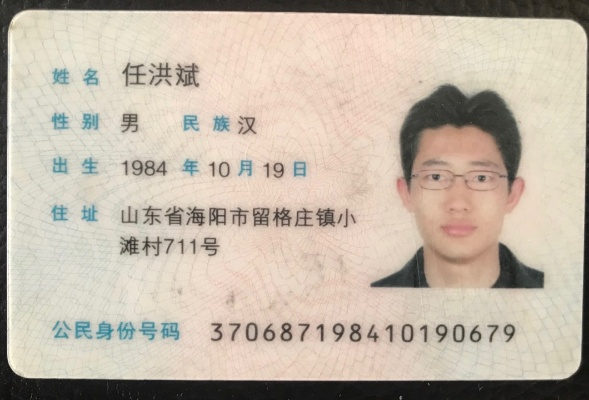 姓名 任洪斌
性别 男 民族 汉
出生 1984 年 10 月 19 日
住址 山东省海阳市留格庄镇小
滩村711号
公民身份号码 370687198410190679